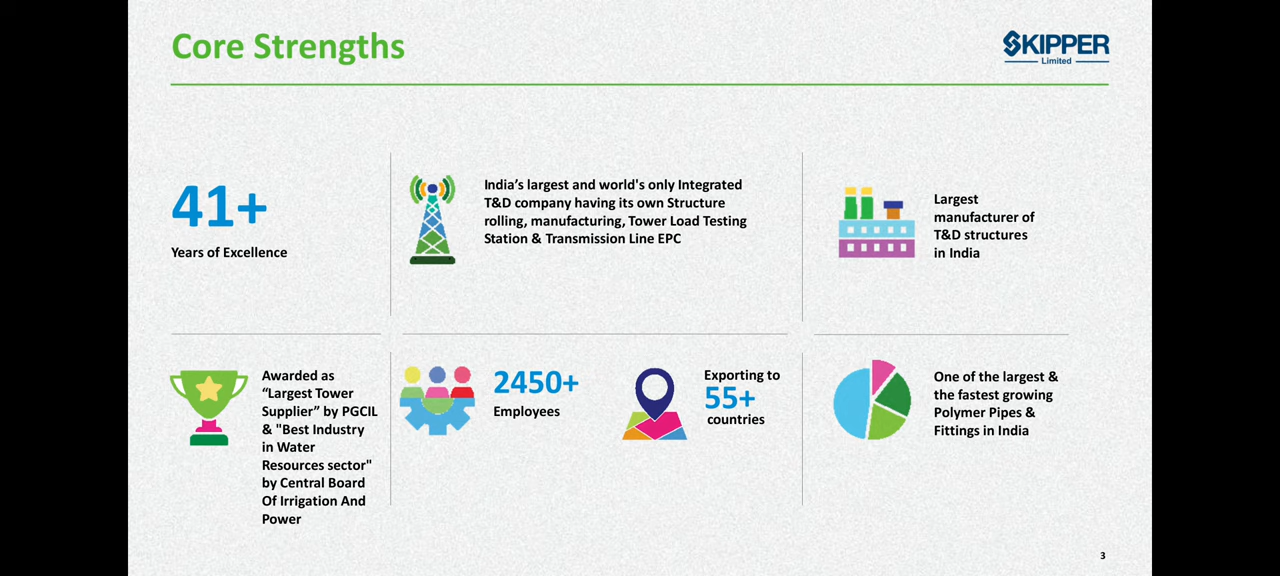 Core Strengths
SKIPPER
Limited
41+
Years of Excellence
India's largest and world's only Integrated
T&D company having its own Structure
rolling, manufacturing, Tower Load Testing
Station & Transmission Line EPC
Largest
manufacturer of
T&D structures
in India
Awarded as
“Largest Tower
Supplier” by PGCIL
& "Best Industry
in Water
Resources sector"
by Central Board
Of Irrigation And
Power
2450+
Employees
Exporting to
55+
countries
One of the largest &
the fastest growing
Polymer Pipes &
Fittings in India
3